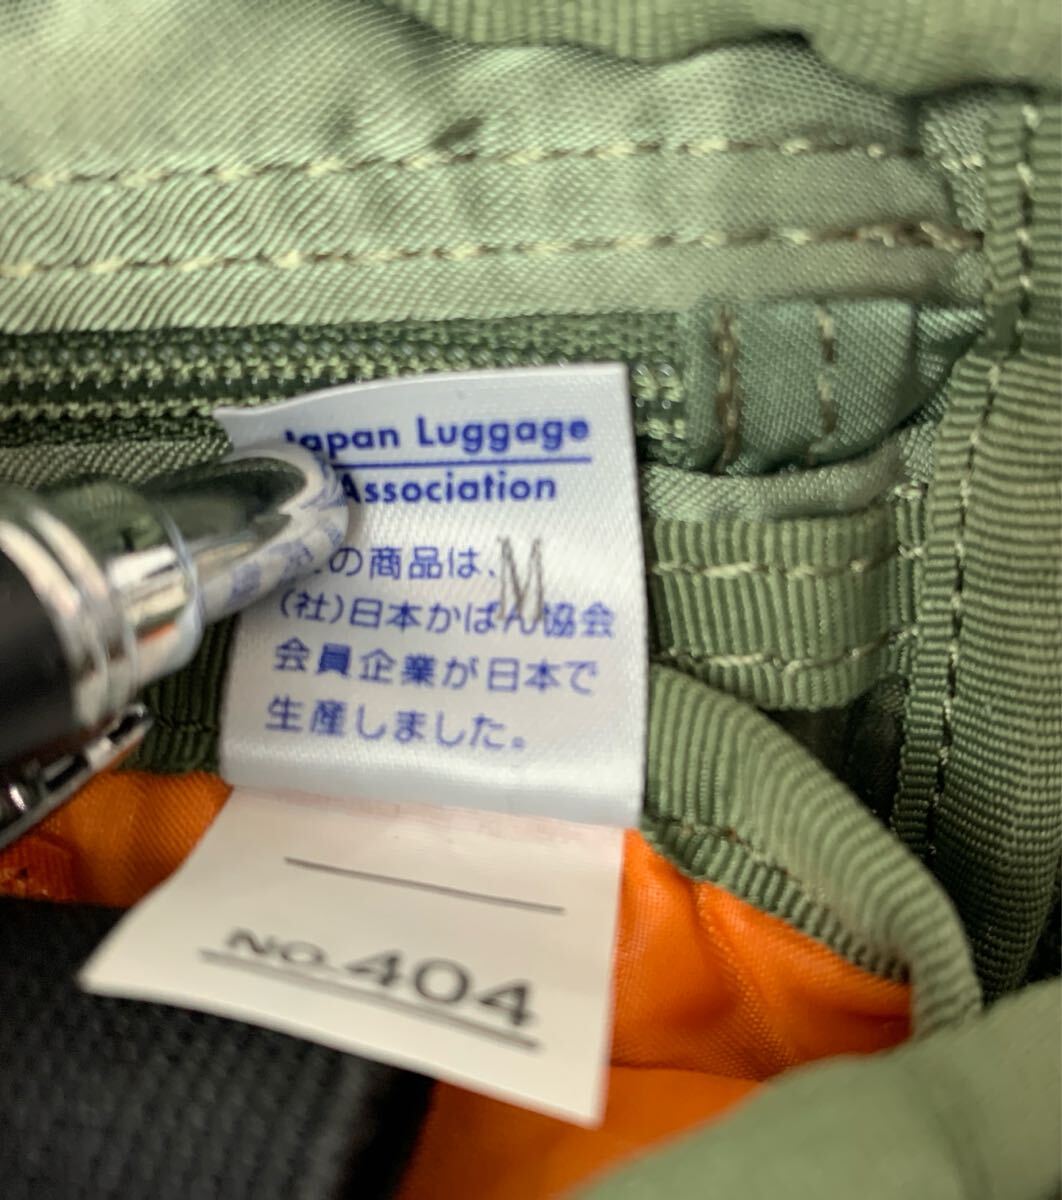 Japan Luggage
Association
の商品は、M
(社)日本かばん協会
会員企業が日本で
生産しました。
NO.404